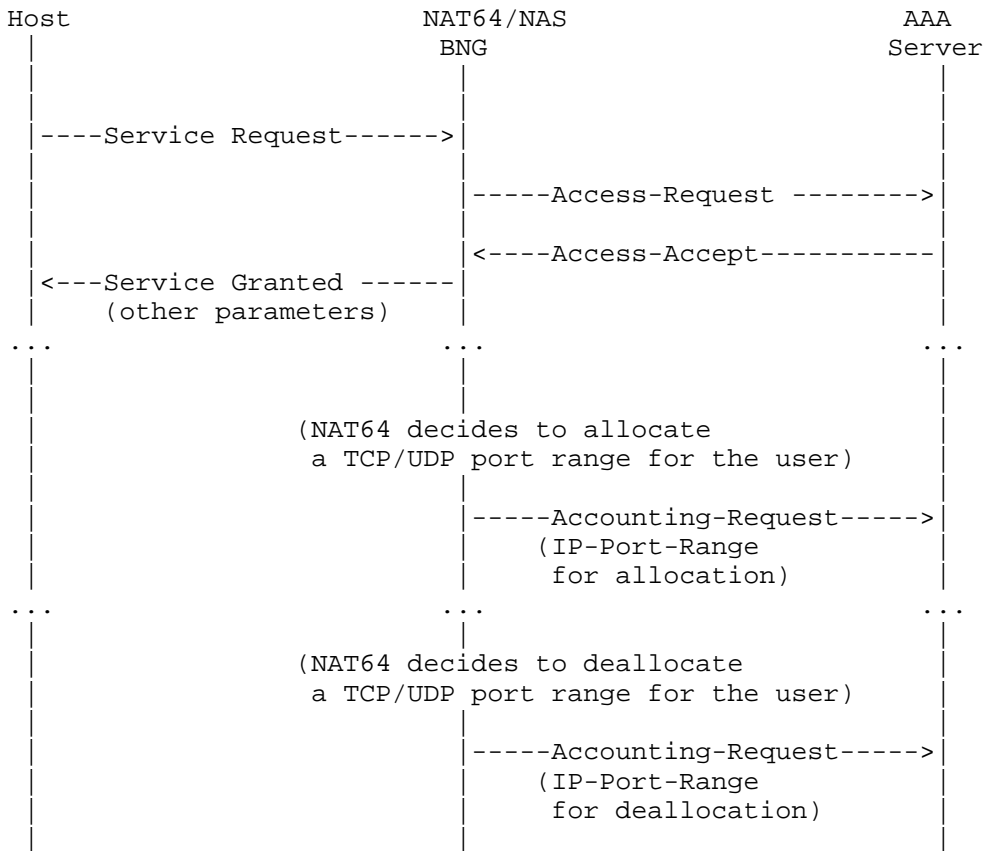 Host NAT64/NAS AAA
BNG Server
----Service Request------>
-----Access-Request -------->
<----Access-Accept-----------
<---Service Granted ------
(other parameters)
... ... ...
(NAT64 decides to allocate
a TCP/UDP port range for the user)
-----Accounting-Request----->
(IP-Port-Range
for allocation)
... ... ...
(NAT64 decides to deallocate
a TCP/UDP port range for the user)
-----Accounting-Request----->
(IP-Port-Range
for deallocation)